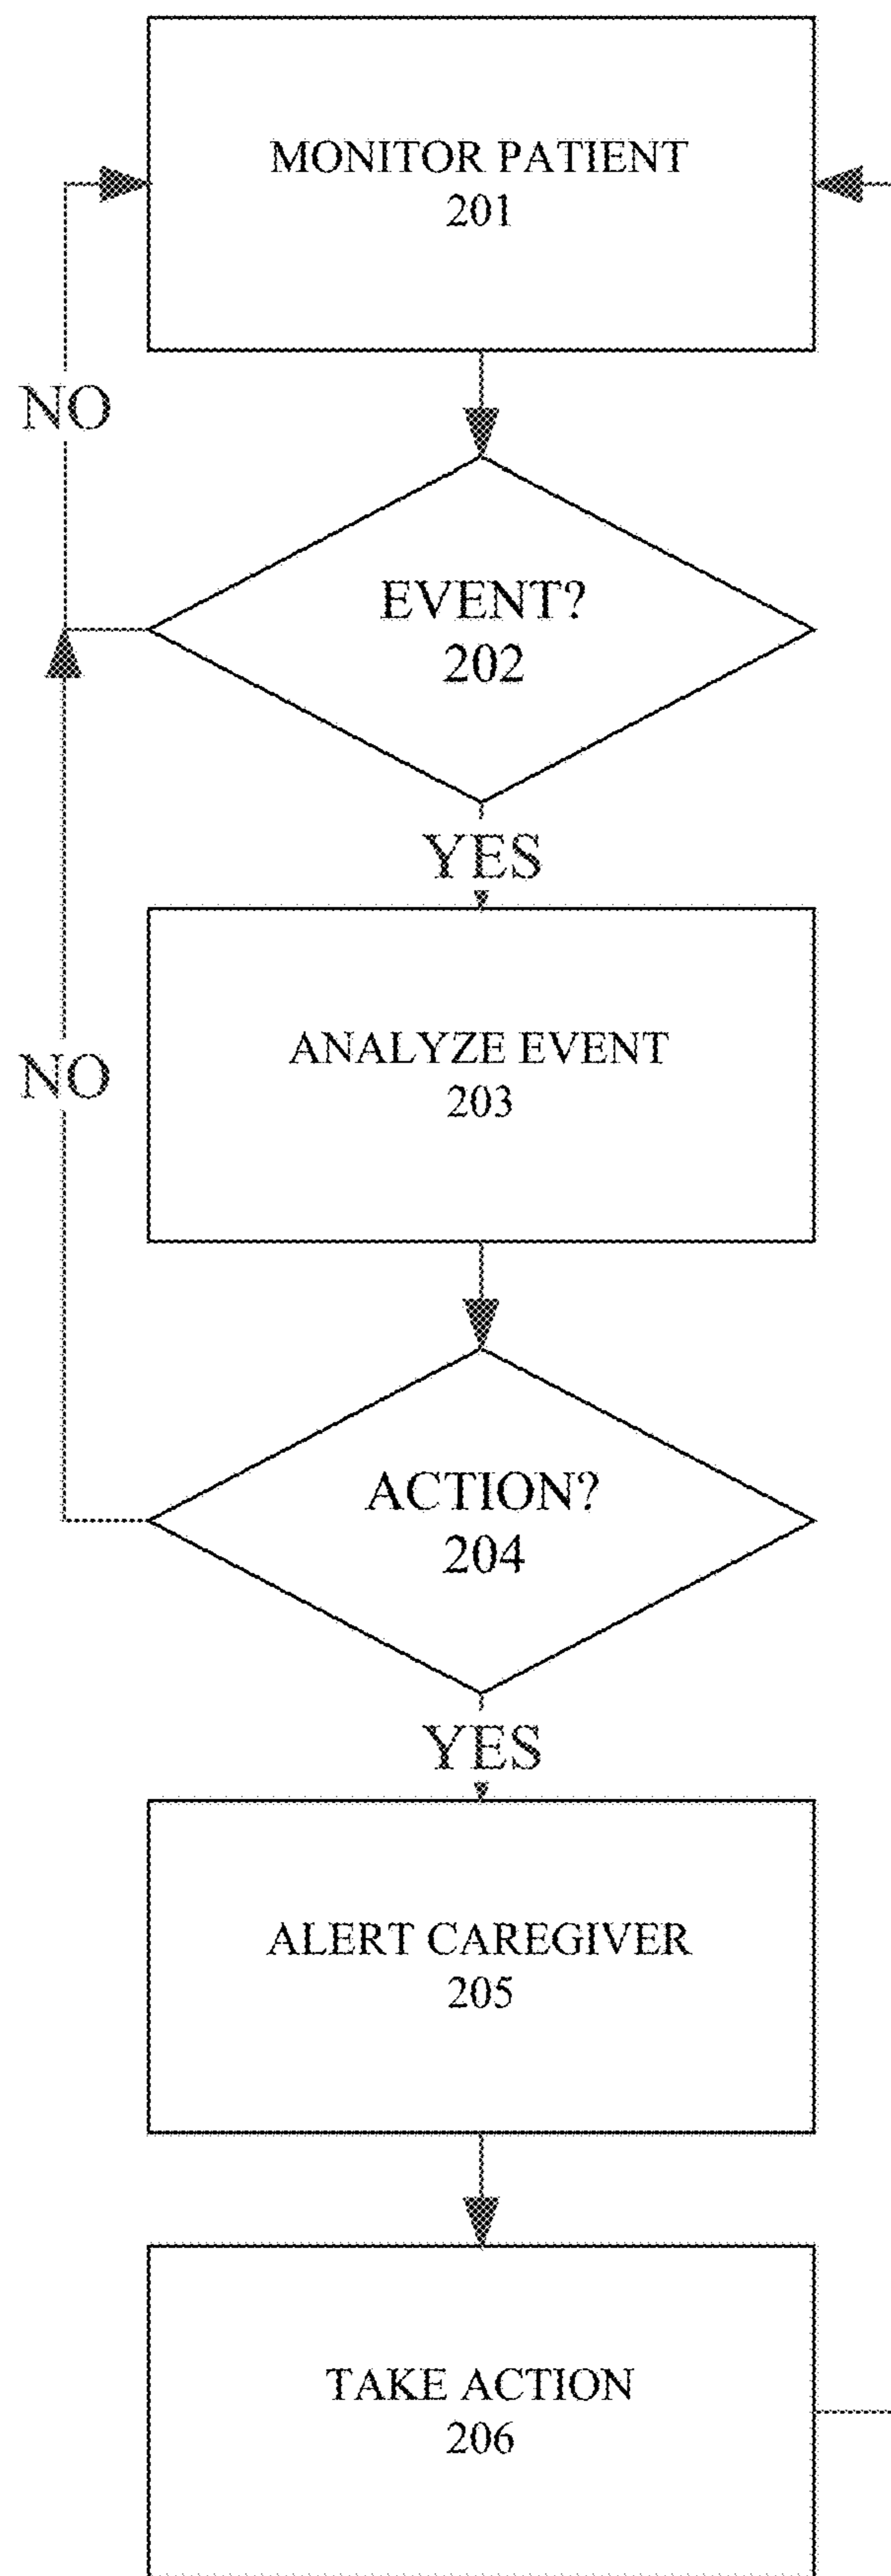 MONITOR PATIENT
201
NO
EVENT?
202
YES
ANALYZE EVENT
203
NO
ACTION?
204
YES
ALERT CAREGIVER
205
TAKE ACTION
206